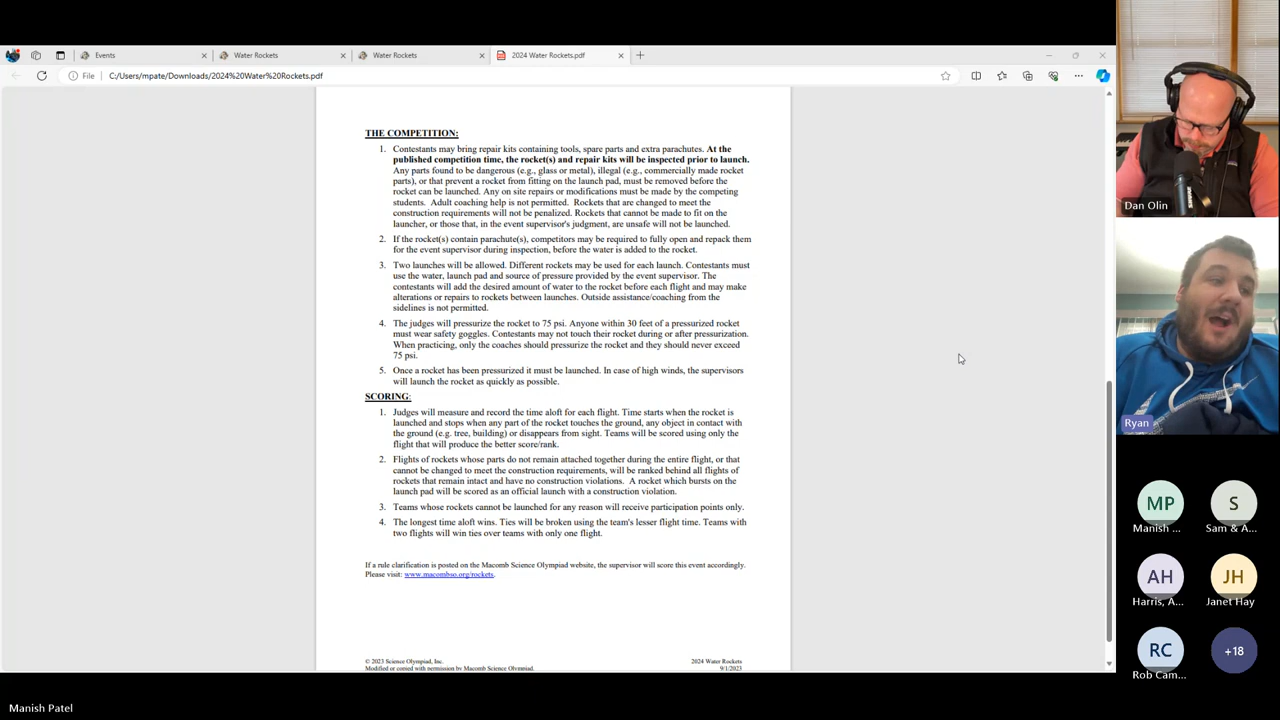 Events
Water Rockets
Water Rockets
2024 Water Rockets.pdf
File
C:/Users/mpate/Downloads/2024%20Water%20Rockets.pdf
THE COMPETITION:
1. Contestants may bring repair kits containing tools, spare parts and extra parachutes. At the
published competition time, the rocket(s) and repair kits will be inspected prior to launch.
Any parts found to be dangerous (e.g., glass or metal), illegal (e.g., commercially made rocket
parts), or that prevent a rocket from fitting on the launch pad, must be removed before the
rocket can be launched. Any on site repairs or modifications must be made by the competing
students. Adult coaching help is not permitted. Rockets that are changed to meet the
construction requirements will not be penalized. Rockets that cannot be made to fit on the
launcher, or those that, in the event supervisor's judgment, are unsafe will not be launched.
2. If the rocket(s) contain parachute(s), competitors may be required to fully open and repack them
for the event supervisor during inspection, before the water is added to the rocket.
3. Two launches will be allowed. Different rockets may be used for each launch. Contestants must
use the water, launch pad and source of pressure provided by the event supervisor. The
contestants will add the desired amount of water to the rocket before each flight and may make
alterations or repairs to rockets between launches. Outside assistance/coaching from the
sidelines is not permitted.
4. The judges will pressurize the rocket to 75 psi. Anyone within 30 feet of a pressurized rocket
must wear safety goggles. Contestants may not touch their rocket during or after pressurization.
When practicing, only the coaches should pressurize the rocket and they should never exceed
75 psi.
5. Once a rocket has been pressurized it must be launched. In case of high winds, the supervisors
will launch the rocket as quickly as possible.
SCORING:
1. Judges will measure and record the time aloft for each flight. Time starts when the rocket is
launched and stops when any part of the rocket touches the ground, any object in contact with
the ground (e.g. tree, building) or disappears from sight. Teams will be scored using only the
flight that will produce the better score/rank.
2. Flights of rockets whose parts do not remain attached together during the entire flight, or that
cannot be changed to meet the construction requirements, will be ranked behind all flights of
rockets that remain intact and have no construction violations. A rocket which bursts on the
launch pad will be scored as an official launch with a construction violation.
3. Teams whose rockets cannot be launched for any reason will receive participation points only.
4. The longest time aloft wins. Ties will be broken using the team's lesser flight time. Teams with
two flights will win ties over teams with only one flight.
If a rule clarification is posted on the Macomb Science Olympiad website, the supervisor will score this event accordingly.
Please visit: www.macombso.org/rockets.
© 2023 Science Olympiad, Inc.
Modified or copied with permission by Macomb Science Olympiad.
2024 Water Rockets
9/1/2023
Dan Olin
Ryan
MP
Manish ...
S
Sam & A...
AH
Harris, A...
JH
Janet Hay
RC
Rob Cam...
+18
Manish Patel